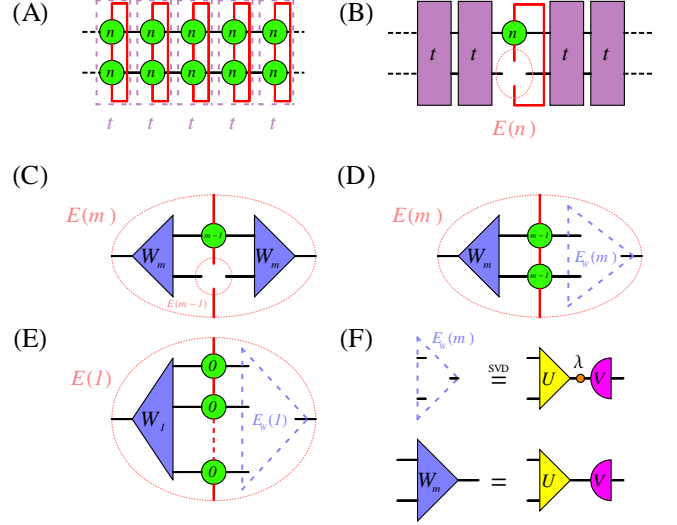 (A)
n n n n n
n n n n n
t t t t t
(B)
n
t t t t
E(n)
(C)
E(m)
m-1
W_m W_m
E(m-1)
(D)
E(m)
m-1
W_m E_W(m)
m-1
(E)
E(1)
0
0
W_1 E_W(1)
0
(F)
E_W(m)
SVD
= U λ V
W_m = U V